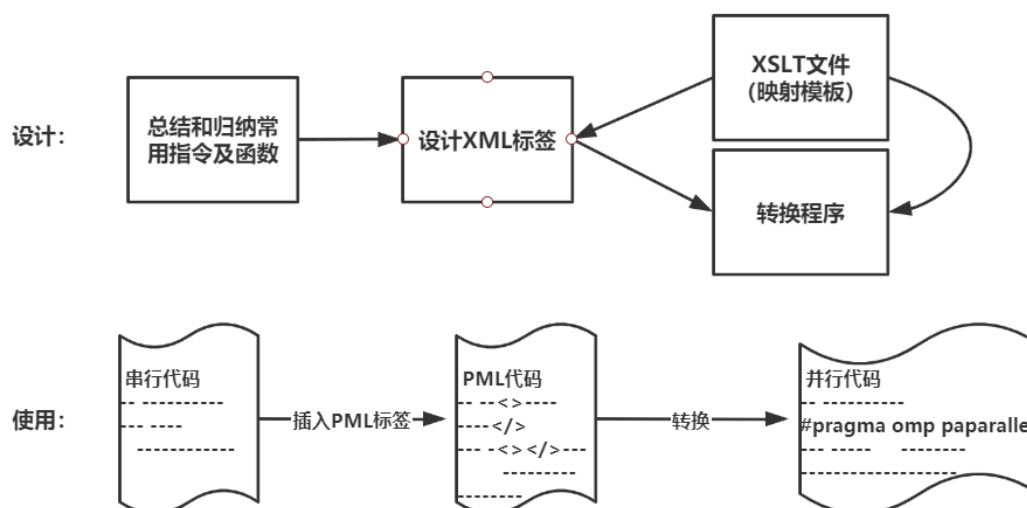 设计：
总结和归纳常
用指令及函数
设计XML标签
XSLT文件
（映射模板）
转换程序
使用：
串行代码
-- ----------
--- ----
------------
插入PML标签
PML代码
-- --<>----
----</>
--- --<></>---
---------
--------
转换
并行代码
-- ----------
#pragma omp paparalle
--- ----- --------
--------------------